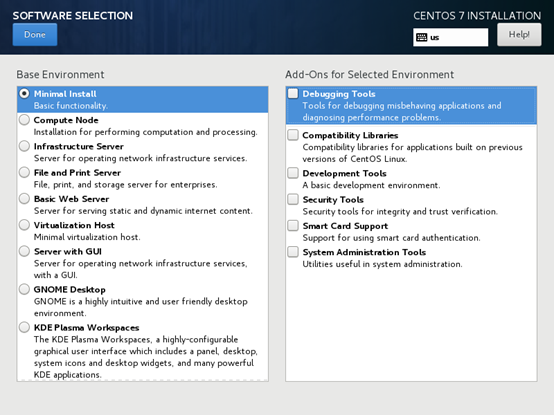 SOFTWARE SELECTION
CENTOS 7 INSTALLATION
Done
us
Help!
Base Environment
Minimal Install
Basic functionality.
Compute Node
Installation for performing computation and processing.
Infrastructure Server
Server for operating network infrastructure services.
File and Print Server
File, print, and storage server for enterprises.
Basic Web Server
Server for serving static and dynamic internet content.
Virtualization Host
Minimal virtualization host.
Server with GUI
Server for operating network infrastructure services,
with a GUI.
GNOME Desktop
GNOME is a highly intuitive and user friendly desktop
environment.
KDE Plasma Workspaces
The KDE Plasma Workspaces, a highly-configurable
graphical user interface which includes a panel, desktop,
system icons and desktop widgets, and many powerful
KDE applications.
Add-Ons for Selected Environment
Debugging Tools
Tools for debugging misbehaving applications and
diagnosing performance problems.
Compatibility Libraries
Compatibility libraries for applications built on previous
versions of CentOS Linux.
Development Tools
A basic development environment.
Security Tools
Security tools for integrity and trust verification.
Smart Card Support
Support for using smart card authentication.
System Administration Tools
Utilities useful in system administration.